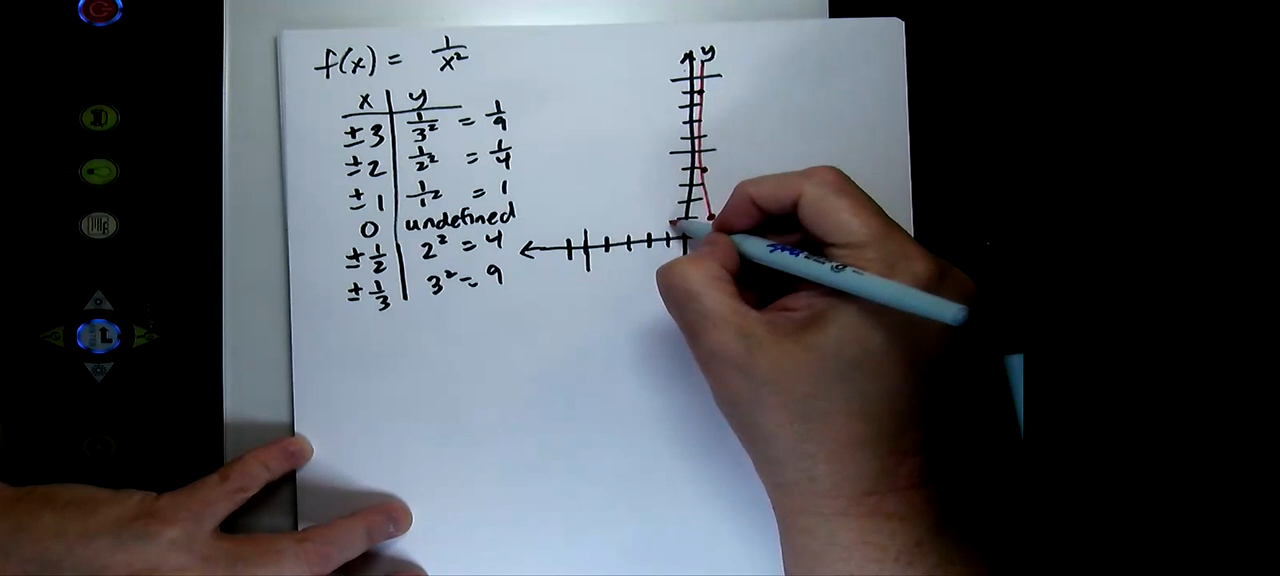 f(x) = 1/x²
x | y
±3 | 1/3² = 1/9
±2 | 1/2² = 1/4
±1 | 1/1² = 1
0 | undefined
±1/2 | 2² = 4
±1/3 | 3² = 9
y